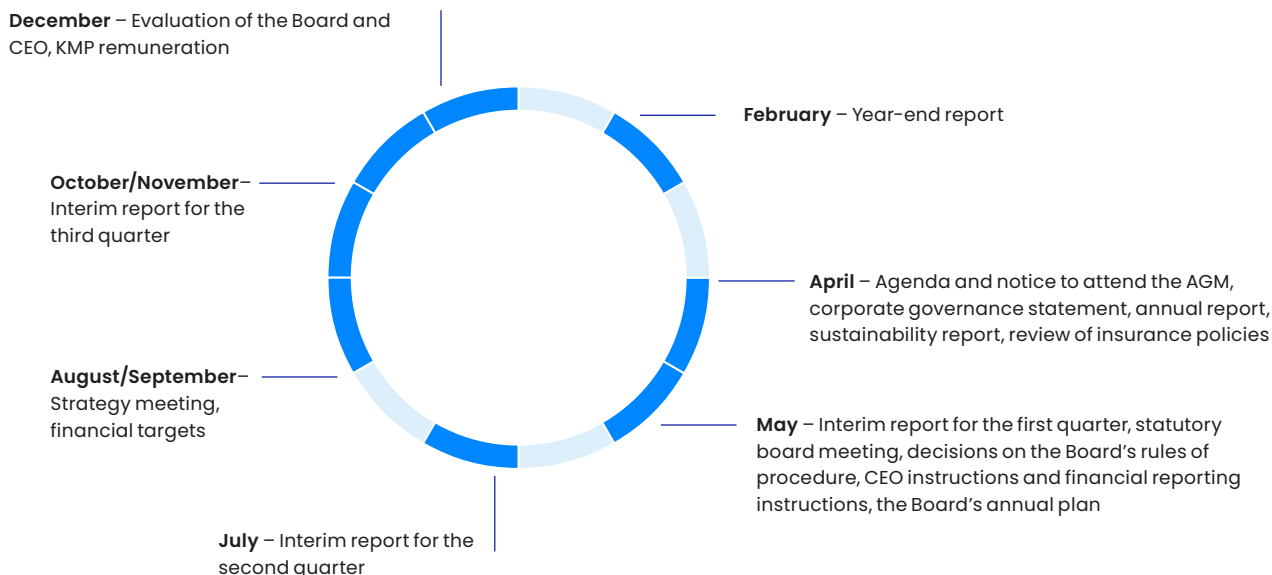 December – Evaluation of the Board and
CEO, KMP remuneration
February – Year-end report
October/November–
Interim report for the
third quarter
April – Agenda and notice to attend the AGM,
corporate governance statement, annual report,
sustainability report, review of insurance policies
August/September–
Strategy meeting,
financial targets
May – Interim report for the first quarter, statutory
board meeting, decisions on the Board’s rules of
procedure, CEO instructions and financial reporting
instructions, the Board’s annual plan
July – Interim report for the
second quarter